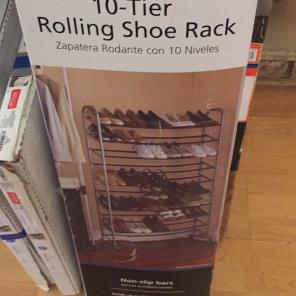 10-Tier
Rolling Shoe Rack
Zapatera Rodante con 10 Niveles
Non-slip bars